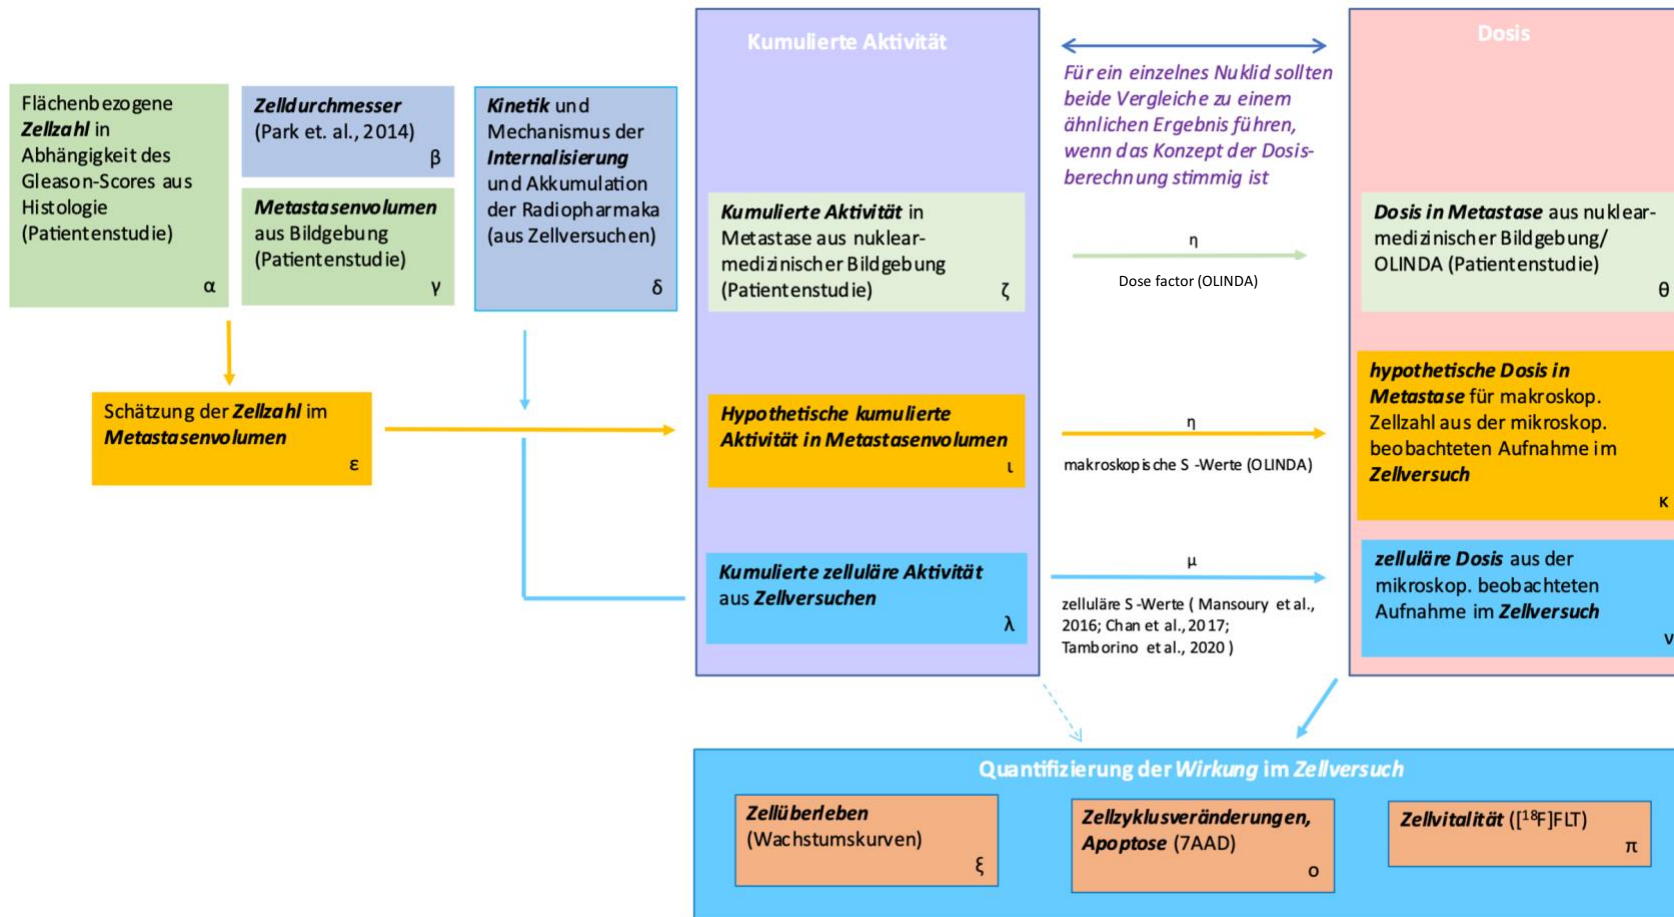 Kumulierte Aktivität
Dosis
Für ein einzelnes Nuklid sollten
beide Vergleiche zu einem
ähnlichen Ergebnis führen,
wenn das Konzept der Dosis-
berechnung stimmig ist
Flächenbezogene
Zellzahl in
Abhängigkeit des
Gleason-Scores aus
Histologie
(Patientenstudie)
α
Zelldurchmesser
(Park et. al., 2014)
β
Metastasenvolumen
aus Bildgebung
(Patientenstudie)
γ
Kinetik und
Mechanismus der
Internalisierung
und Akkumulation
der Radiopharmaka
(aus Zellversuchen)
δ
Kumulierte Aktivität in
Metastase aus nuklear-
medizinischer Bildgebung
(Patientenstudie)
ζ
η
Dose factor (OLINDA)
Dosis in Metastase aus nuklear-
medizinischer Bildgebung/
OLINDA (Patientenstudie)
θ
Schätzung der Zellzahl im
Metastasenvolumen
ε
Hypothetische kumulierte
Aktivität in Metastasenvolumen
ι
η
makroskopische S -Werte (OLINDA)
hypothetische Dosis in
Metastase für makroskop.
Zellzahl aus der mikroskop.
beobachteten Aufnahme im
Zellversuch
κ
Kumulierte zelluläre Aktivität
aus Zellversuchen
λ
μ
zelluläre S -Werte ( Mansoury et al.,
2016; Chan et al., 2017;
Tamborino et al., 2020 )
zelluläre Dosis aus der
mikroskop. beobachteten
Aufnahme im Zellversuch
ν
Quantifizierung der Wirkung im Zellversuch
Zellüberleben
(Wachstumskurven)
ξ
Zellzyklusveränderungen,
Apoptose (7AAD)
ο
Zellvitalität ([¹⁸F]FLT)
π